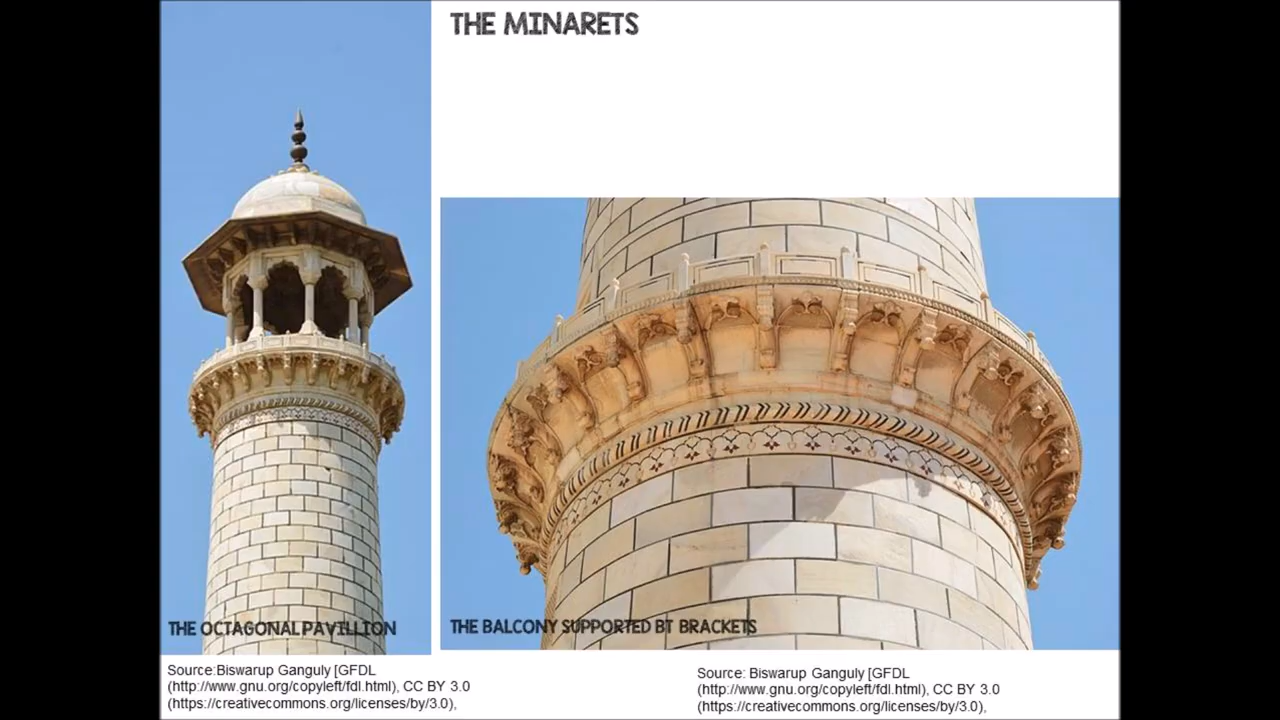 THE MINARETS
THE OCTAGONAL PAVILLION
THE BALCONY SUPPORTED BT BRACKETS
Source:Biswarup Ganguly [GFDL
(http://www.gnu.org/copyleft/fdl.html), CC BY 3.0
(https://creativecommons.org/licenses/by/3.0),
Source: Biswarup Ganguly [GFDL
(http://www.gnu.org/copyleft/fdl.html), CC BY 3.0
(https://creativecommons.org/licenses/by/3.0),